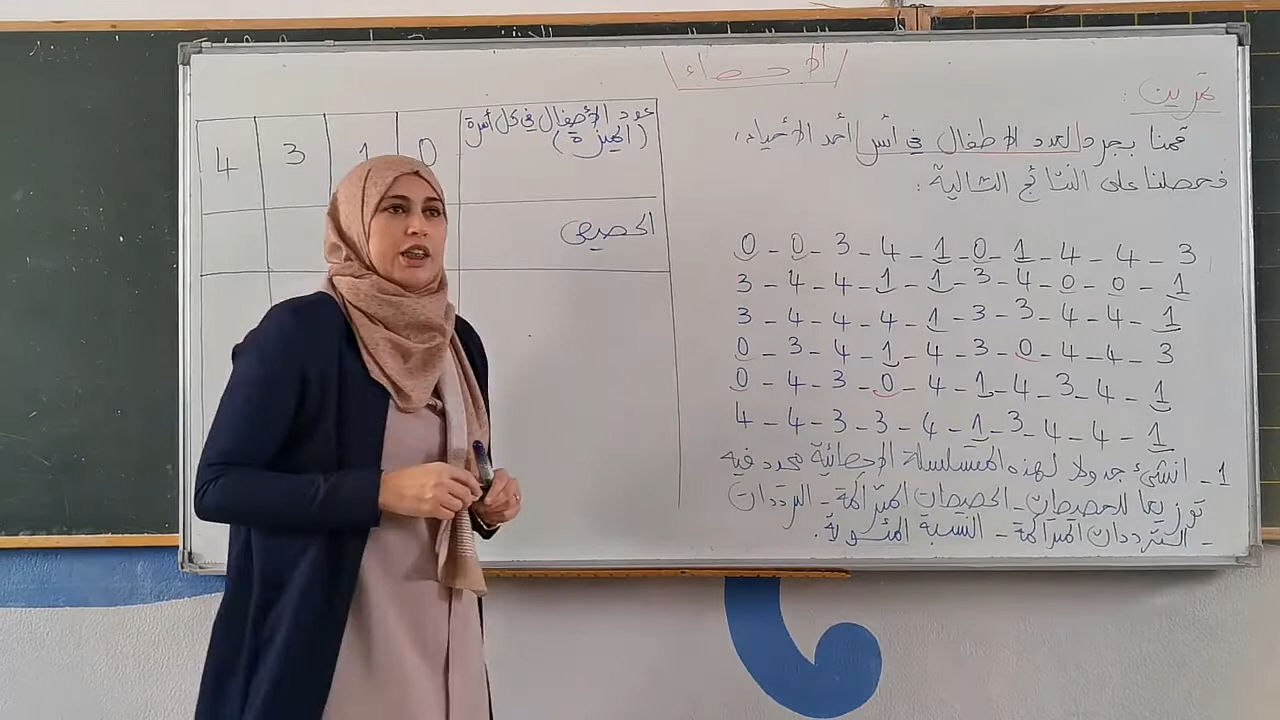 الإحصاء
تمرين :
قمنا بجرد العدد الأطفال في أسر أحد الأحياء،
فحصلنا على النتائج التالية :
0 - 0 - 3 - 4 - 1 - 0 - 1 - 4 - 4 - 3
3 - 4 - 4 - 1 - 1 - 3 - 4 - 0 - 0 - 1
3 - 4 - 4 - 4 - 1 - 3 - 3 - 4 - 4 - 1
0 - 3 - 4 - 1 - 4 - 3 - 0 - 4 - 4 - 3
0 - 4 - 3 - 0 - 4 - 1 - 4 - 3 - 4 - 1
4 - 4 - 3 - 3 - 4 - 1 - 3 - 4 - 4 - 1
1 - انشئ جدولا لهذه المتسلسلة الإحصائية تحدد فيه
توزيعا للحصيصات - الحصيصات المتراكمة - الترددات
- الترددات المتراكمة - النسبة المئوية.
عدد الأطفال في كل أسرة
(الميزة)
0 1 3 4
الحصيص